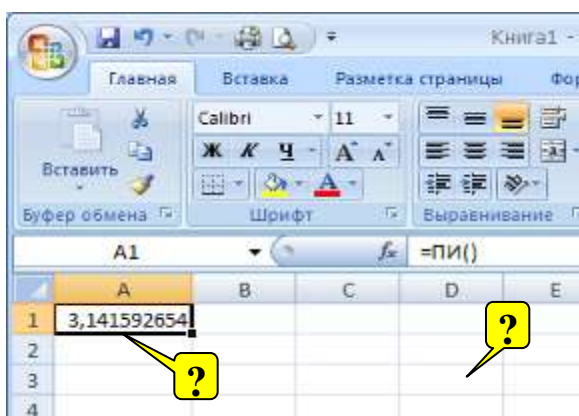 Книга1 -
Главная Вставка Разметка страницы Фор
Вставить
Calibri 11
Ж К Ч A A
Буфер обмена Шрифт Выравнивание
A1 fx =ПИ()
A B C D E
1 3,141592654 ?
2
3 ?
4